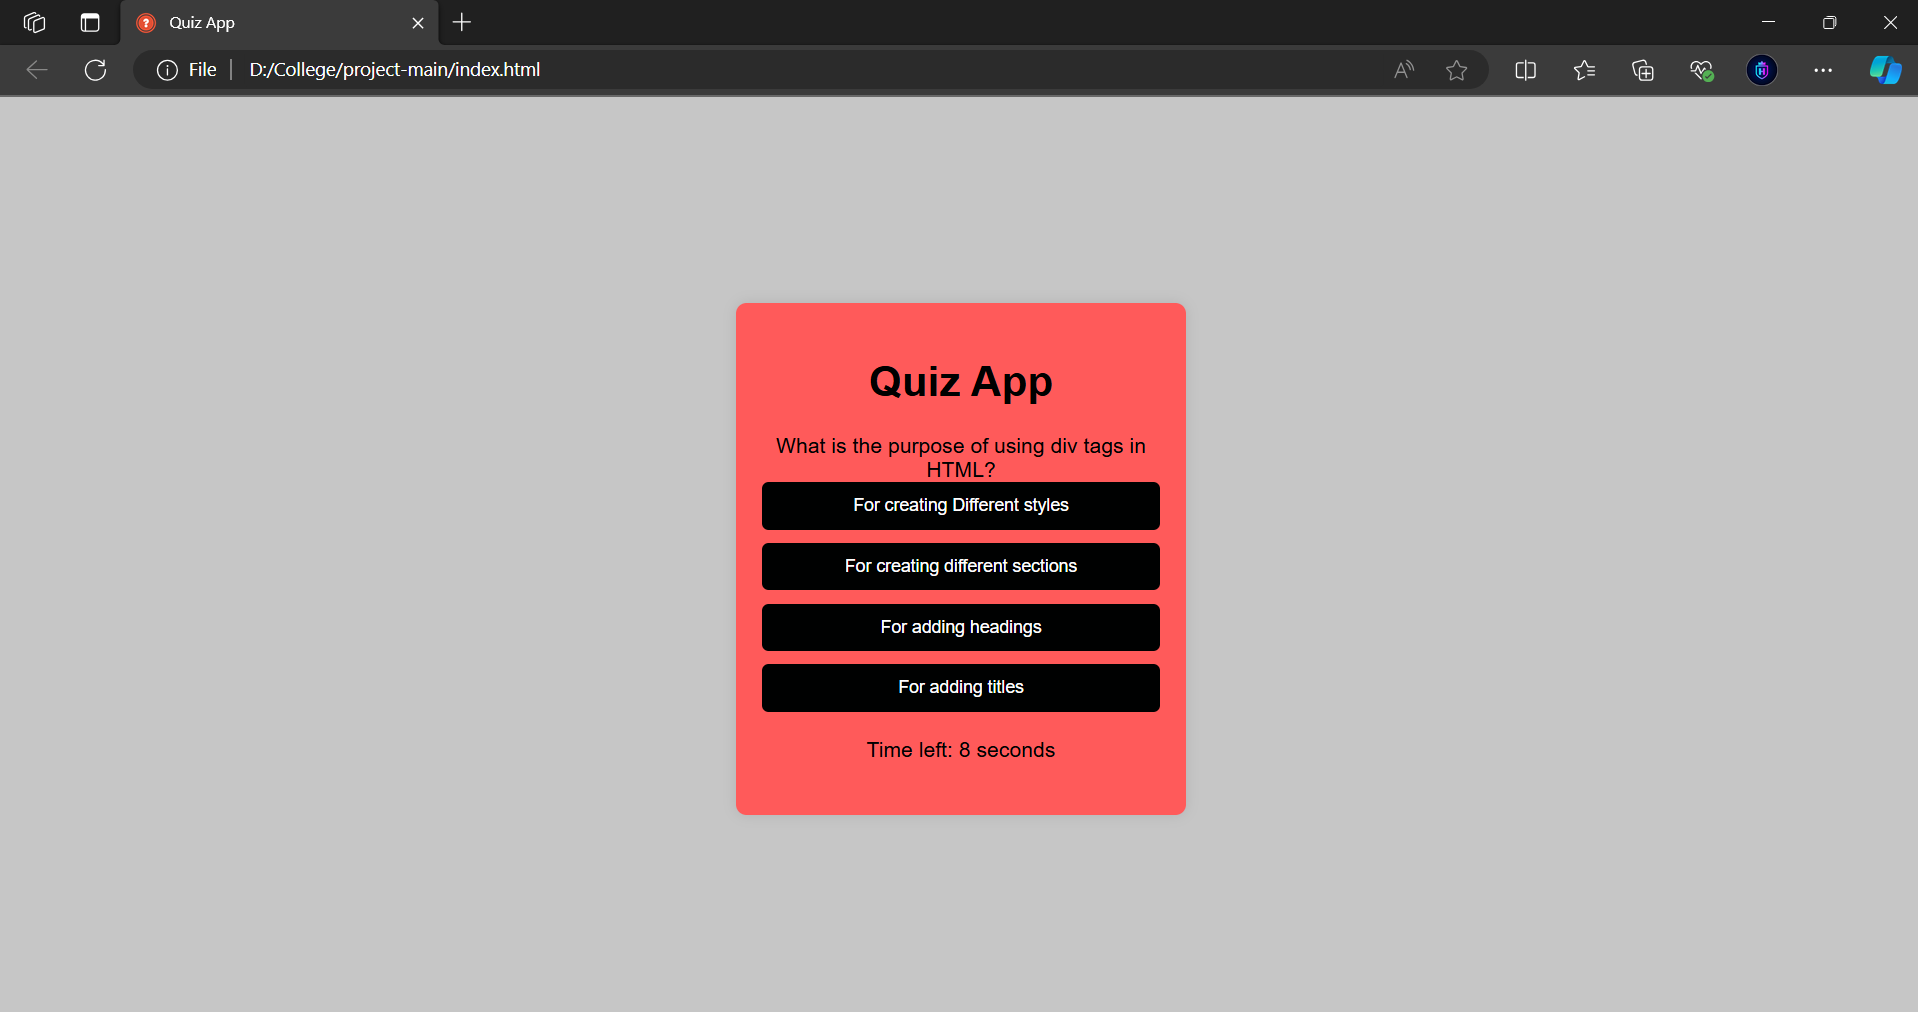 Quiz App
File D:/College/project-main/index.html
Quiz App
What is the purpose of using div tags in
HTML?
For creating Different styles
For creating different sections
For adding headings
For adding titles
Time left: 8 seconds